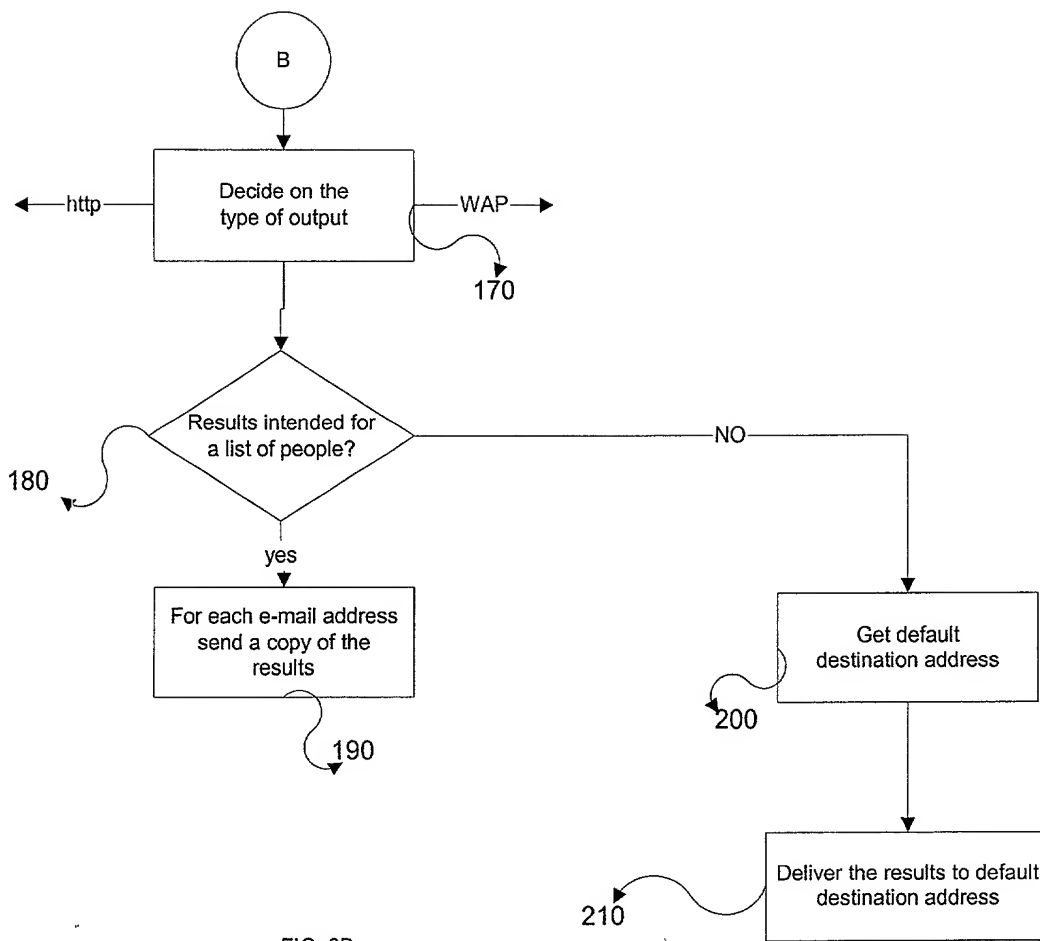 B
Decide on the
type of output
http
WAP
170
Results intended for
a list of people?
NO
180
yes
For each e-mail address
send a copy of the
results
190
Get default
destination address
200
Deliver the results to default
destination address
210